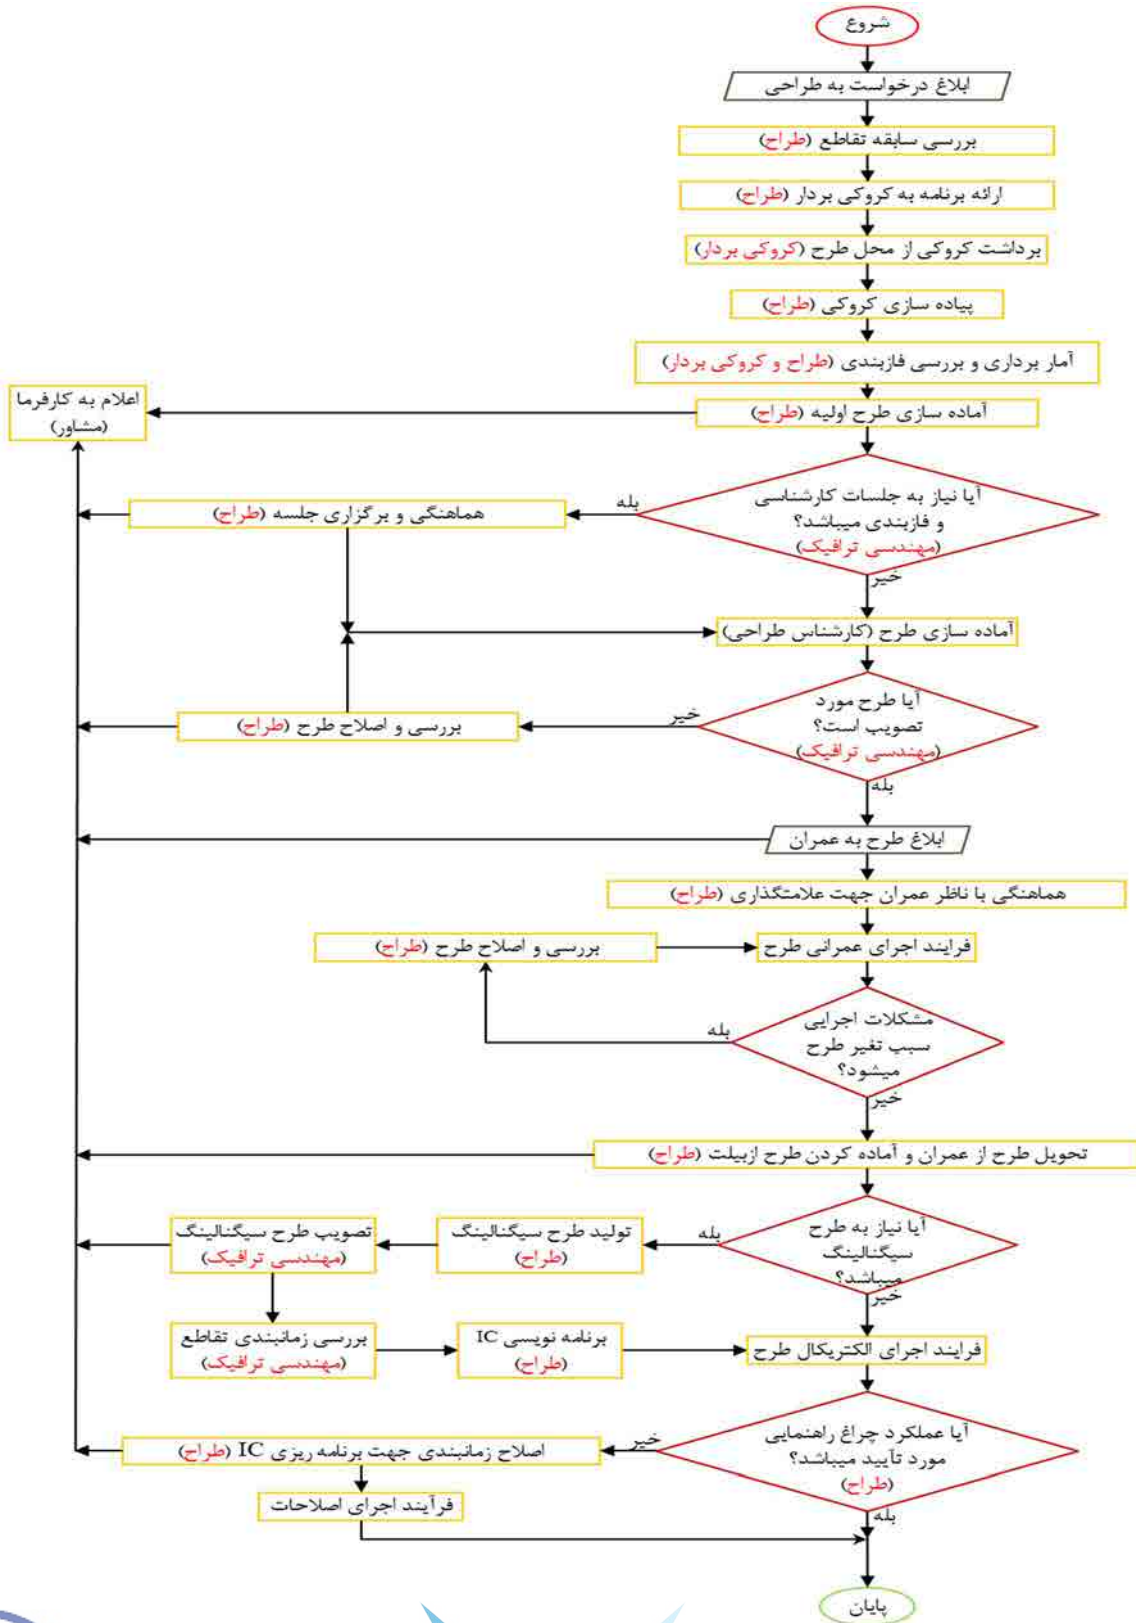 شروع
ابلاغ درخواست به طراحی
بررسی سابقه تقاطع (طراح)
ارائه برنامه به کروکی بردار (طراح)
برداشت کروکی از محل طرح (کروکی بردار)
پیاده سازی کروکی (طراح)
آمار برداری و بررسی فازبندی (طراح و کروکی بردار)
آماده سازی طرح اولیه (طراح)
اعلام به کارفرما
(مشاور)
آیا نیاز به جلسات کارشناسی
و فازبندی میباشد؟
(مهندسی ترافیک)
بله
هماهنگی و برگزاری جلسه (طراح)
خیر
آماده سازی طرح (کارشناس طراحی)
آیا طرح مورد
تصویب است؟
(مهندسی ترافیک)
خیر
بررسی و اصلاح طرح (طراح)
بله
ابلاغ طرح به عمران
هماهنگی با ناظر عمران جهت علامتگذاری (طراح)
فرایند اجرای عمرانی طرح
بررسی و اصلاح طرح (طراح)
مشکلات اجرایی
سبب تغیر طرح
میشود؟
بله
خیر
تحویل طرح از عمران و آماده کردن طرح ازبیلت (طراح)
آیا نیاز به طرح
سیگنالینگ
میباشد؟
بله
تولید طرح سیگنالینگ
(طراح)
تصویب طرح سیگنالینگ
(مهندسی ترافیک)
خیر
بررسی زمانبندی تقاطع
(مهندسی ترافیک)
برنامه نویسی IC
(طراح)
فرایند اجرای الکتریکال طرح
آیا عملکرد چراغ راهنمایی
مورد تأیید میباشد؟
(طراح)
خیر
اصلاح زمانبندی جهت برنامه ریزی IC (طراح)
فرآیند اجرای اصلاحات
بله
پایان